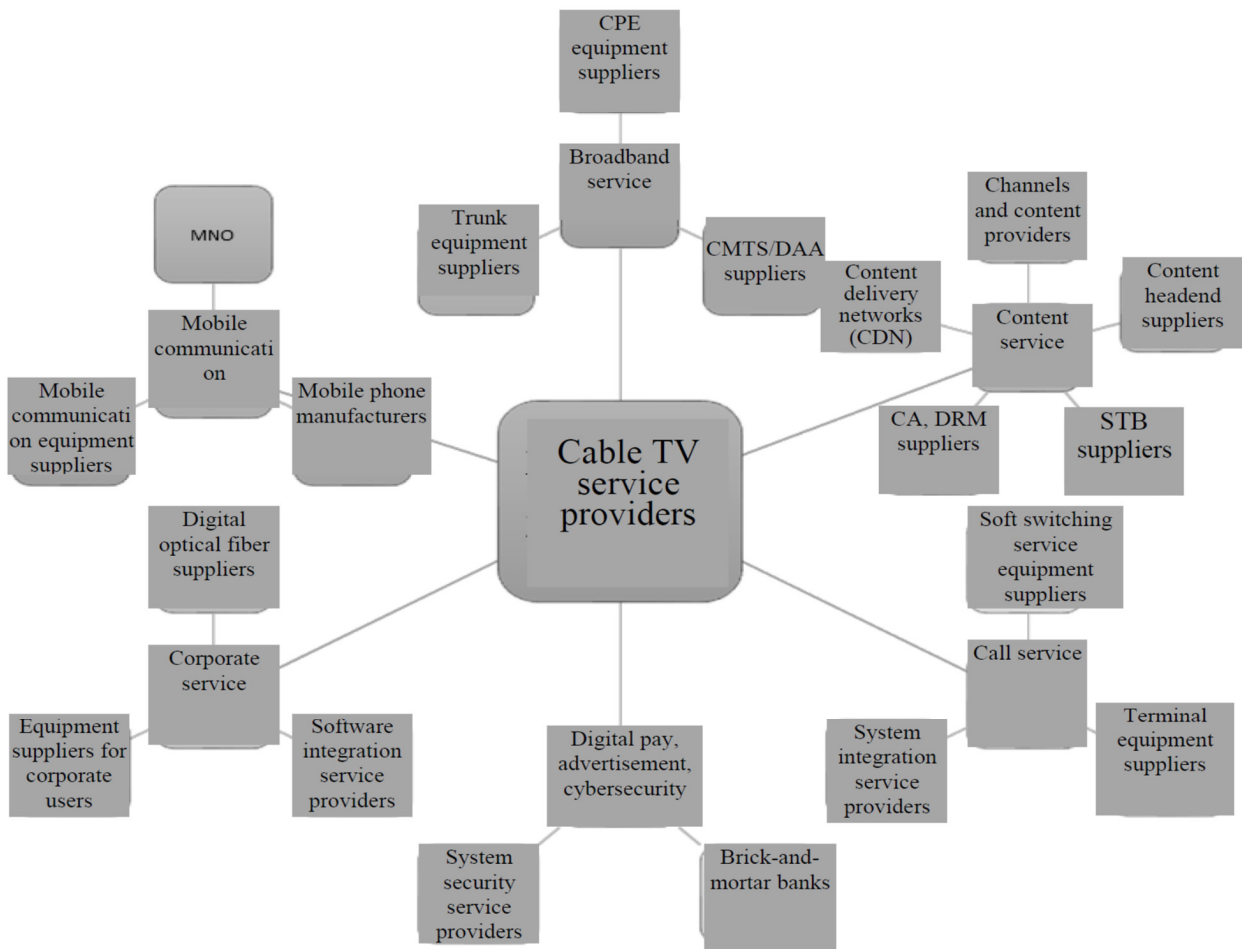 CPE
equipment
suppliers
Broadband
service
Trunk
equipment
suppliers
CMTS/DAA
suppliers
Channels
and content
providers
Content
delivery
networks
(CDN)
Content
service
Content
headend
suppliers
CA, DRM
suppliers
STB
suppliers
MNO
Mobile
communicati
on
Mobile
communicati
on equipment
suppliers
Mobile phone
manufacturers
Cable TV
service
providers
Digital
optical fiber
suppliers
Corporate
service
Equipment
suppliers for
corporate
users
Software
integration
service
providers
Soft switching
service
equipment
suppliers
Call service
System
integration
service
providers
Terminal
equipment
suppliers
Digital pay,
advertisement,
cybersecurity
System
security
service
providers
Brick-and-
mortar banks